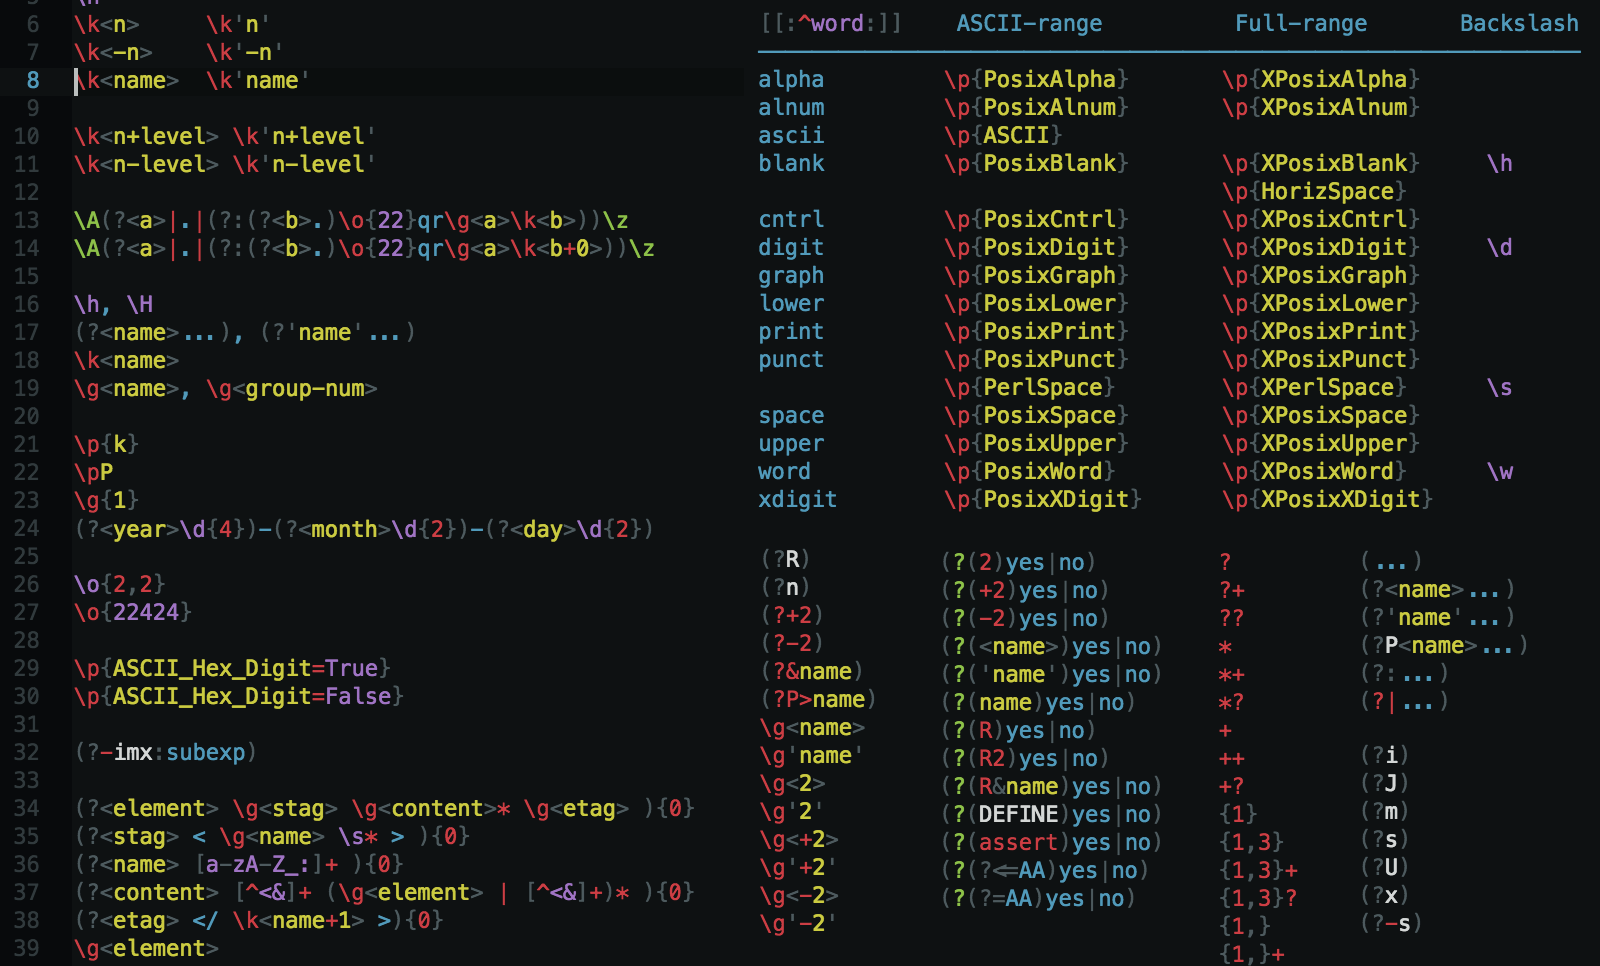 6 \k<n> \k'n'
7 \k<-n> \k'-n'
8 \k<name> \k'name'
9
10 \k<n+level> \k'n+level'
11 \k<n-level> \k'n-level'
12
13 \A(?<a>|.|(?:(?<b>.)\o{22}qr\g<a>\k<b>))\z
14 \A(?<a>|.|(?:(?<b>.)\o{22}qr\g<a>\k<b+0>))\z
15
16 \h, \H
17 (?<name>...), (?'name'...)
18 \k<name>
19 \g<name>, \g<group-num>
20
21 \p{k}
22 \pP
23 \g{1}
24 (?<year>\d{4})-(?<month>\d{2})-(?<day>\d{2})
25
26 \o{2,2}
27 \o{22424}
28
29 \p{ASCII_Hex_Digit=True}
30 \p{ASCII_Hex_Digit=False}
31
32 (?-imx:subexp)
33
34 (?<element> \g<stag> \g<content>* \g<etag> ){0}
35 (?<stag> < \g<name> \s* > ){0}
36 (?<name> [a-zA-Z_:]+ ){0}
37 (?<content> [^<&]+ (\g<element> | [^<&]+)* ){0}
38 (?<etag> </ \k<name+1> >){0}
39 \g<element>
[[:^word:]] ASCII-range Full-range Backslash
alpha \p{PosixAlpha} \p{XPosixAlpha}
alnum \p{PosixAlnum} \p{XPosixAlnum}
ascii \p{ASCII}
blank \p{PosixBlank} \p{XPosixBlank} \h
\p{HorizSpace}
cntrl \p{PosixCntrl} \p{XPosixCntrl}
digit \p{PosixDigit} \p{XPosixDigit} \d
graph \p{PosixGraph} \p{XPosixGraph}
lower \p{PosixLower} \p{XPosixLower}
print \p{PosixPrint} \p{XPosixPrint}
punct \p{PosixPunct} \p{XPosixPunct}
\p{PerlSpace} \p{XPerlSpace} \s
space \p{PosixSpace} \p{XPosixSpace}
upper \p{PosixUpper} \p{XPosixUpper}
word \p{PosixWord} \p{XPosixWord} \w
xdigit \p{PosixXDigit} \p{XPosixXDigit}
(?R) (?(2)yes|no) ? (...)
(?n) (?(+2)yes|no) ?+ (?<name>...)
(?+2) (?(-2)yes|no) ?? (?'name'...)
(?-2) (?(<name>)yes|no) * (?P<name>...)
(?&name) (?('name')yes|no) *+ (?:...)
(?P>name) (?(name)yes|no) *? (?|...)
\g<name> (?(R)yes|no) +
\g'name' (?(R2)yes|no) ++ (?i)
\g<2> (?(R&name)yes|no) +? (?J)
\g'2' (?(DEFINE)yes|no) {1} (?m)
\g<+2> (?(assert)yes|no) {1,3} (?s)
\g'+2' (?(?<=AA)yes|no) {1,3}+ (?U)
\g<-2> (?(?=AA)yes|no) {1,3}? (?x)
\g'-2' {1,} (?-s)
{1,}+